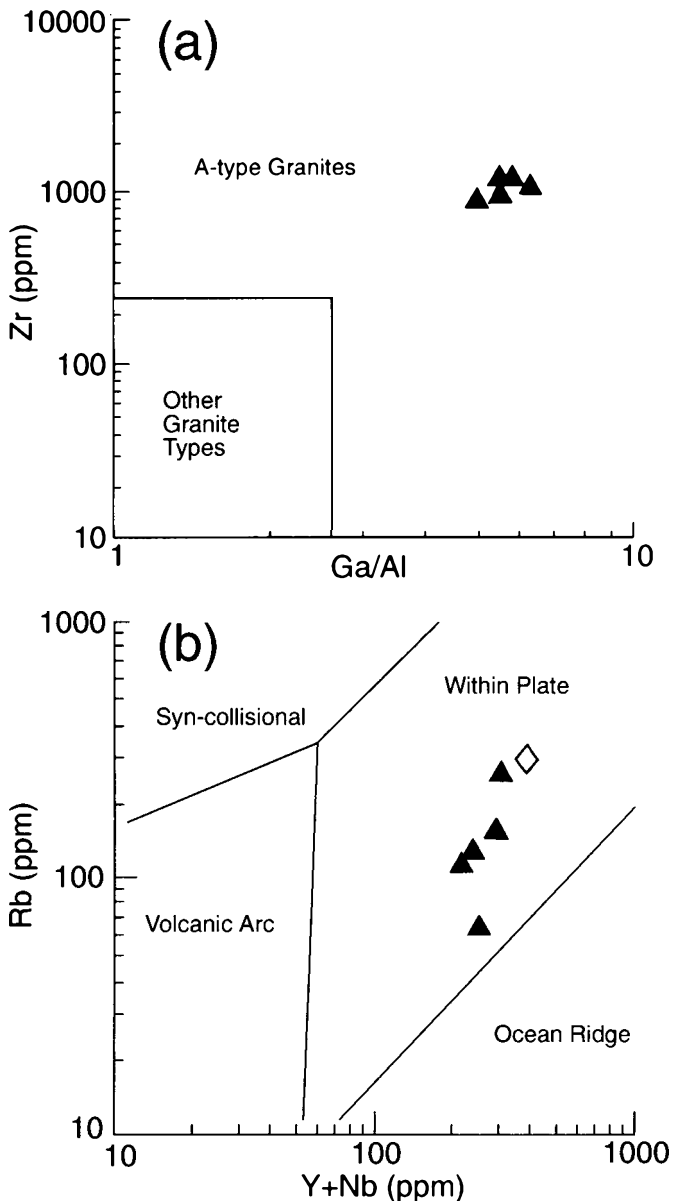 10000
(a)
A-type Granites
1000
Zr (ppm)
100
Other
Granite
Types
10
1
10
Ga/Al
1000
(b)
Within Plate
Syn-collisional
Rb (ppm)
100
Volcanic Arc
Ocean Ridge
10
10
100
1000
Y+Nb (ppm)